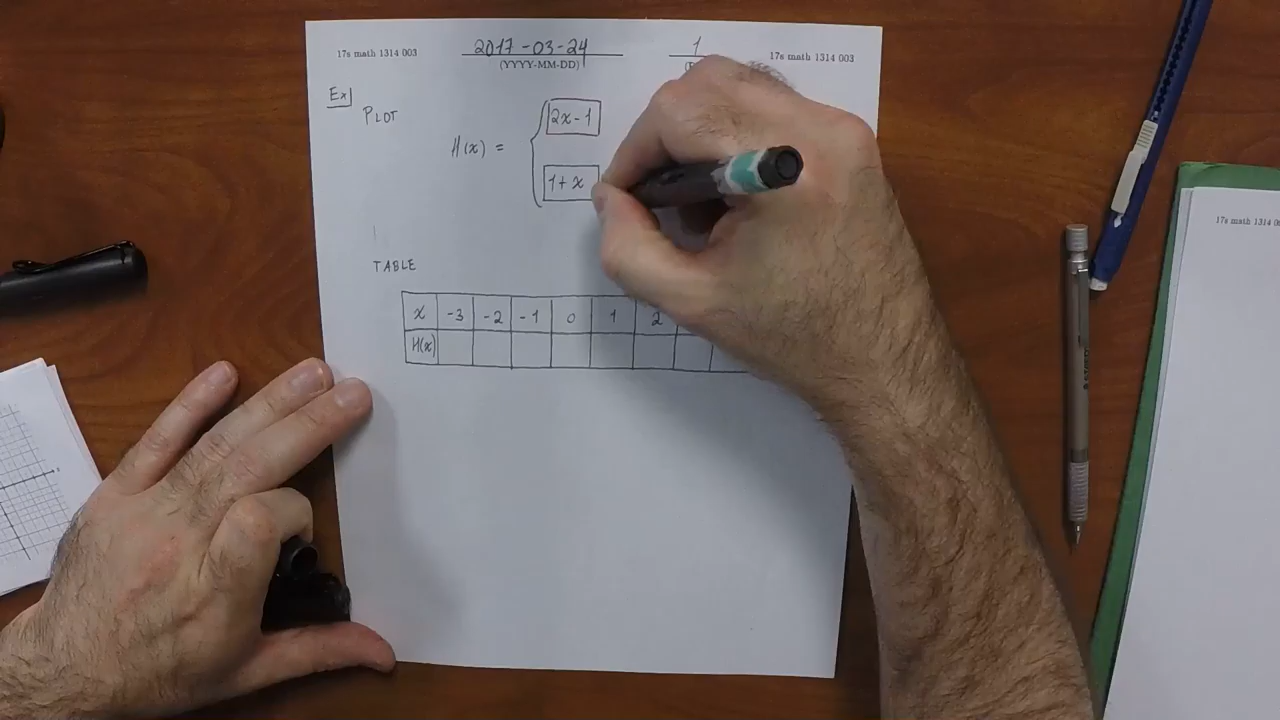 17s math 1314 003 2017-03-24 1 17s math 1314 003
(YYYY-MM-DD)
Ex
PLOT
H(x) = 2x-1
1+x
TABLE
x -3 -2 -1 0 1 2
H(x)
17s math 1314